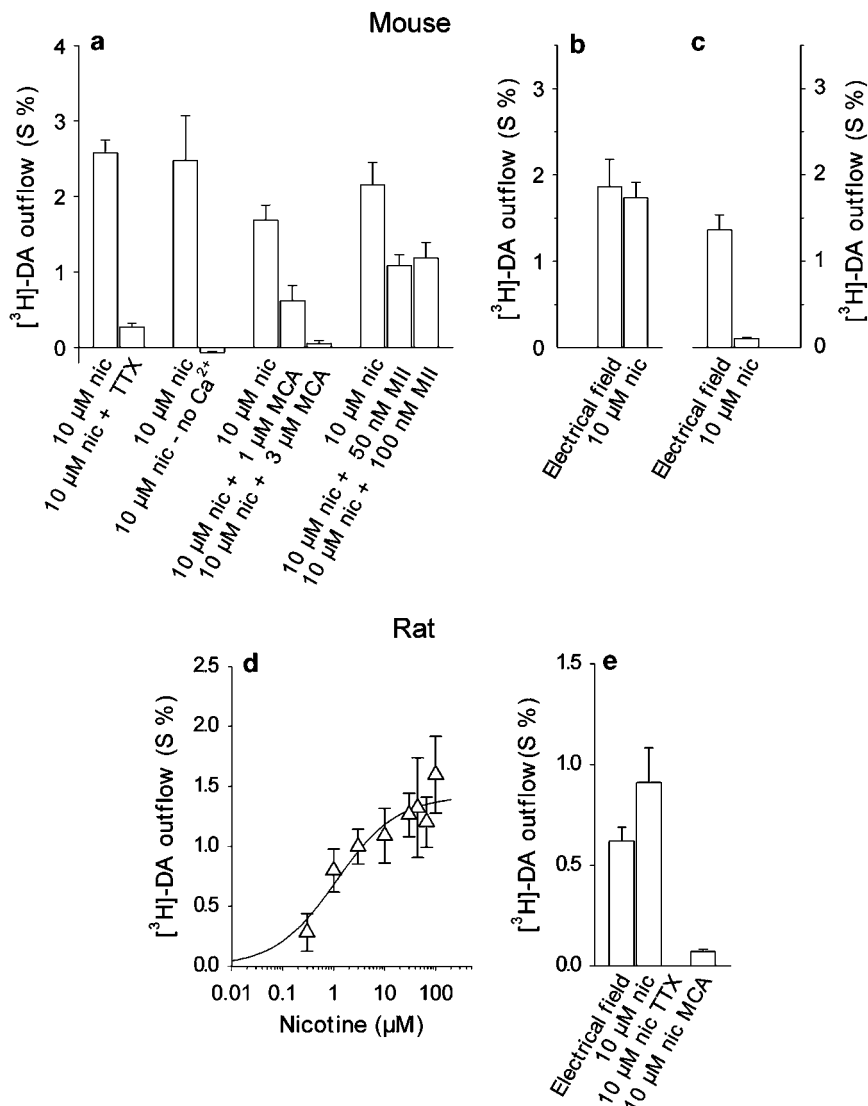 Mouse
a
4
3
2
1
0
[³H]-DA outflow (S %)
10 µM nic
10 µM nic + TTX
10 µM nic
10 µM nic - no Ca²⁺
10 µM nic
10 µM nic + 1 µM MCA
10 µM nic + 3 µM MCA
10 µM nic
10 µM nic + 50 nM MII
10 µM nic + 100 nM MII
b
3
2
1
0
[³H]-DA outflow (S %)
Electrical field
10 µM nic
c
3
2
1
0
[³H]-DA outflow (S %)
Electrical field
10 µM nic
Rat
d
2.5
2.0
1.5
1.0
0.5
0.0
[³H]-DA outflow (S %)
0.01 0.1 1 10 100
Nicotine (µM)
e
1.5
1.0
0.5
0.0
[³H]-DA outflow (S %)
Electrical field
10 µM nic
10 µM nic TTX
10 µM nic MCA